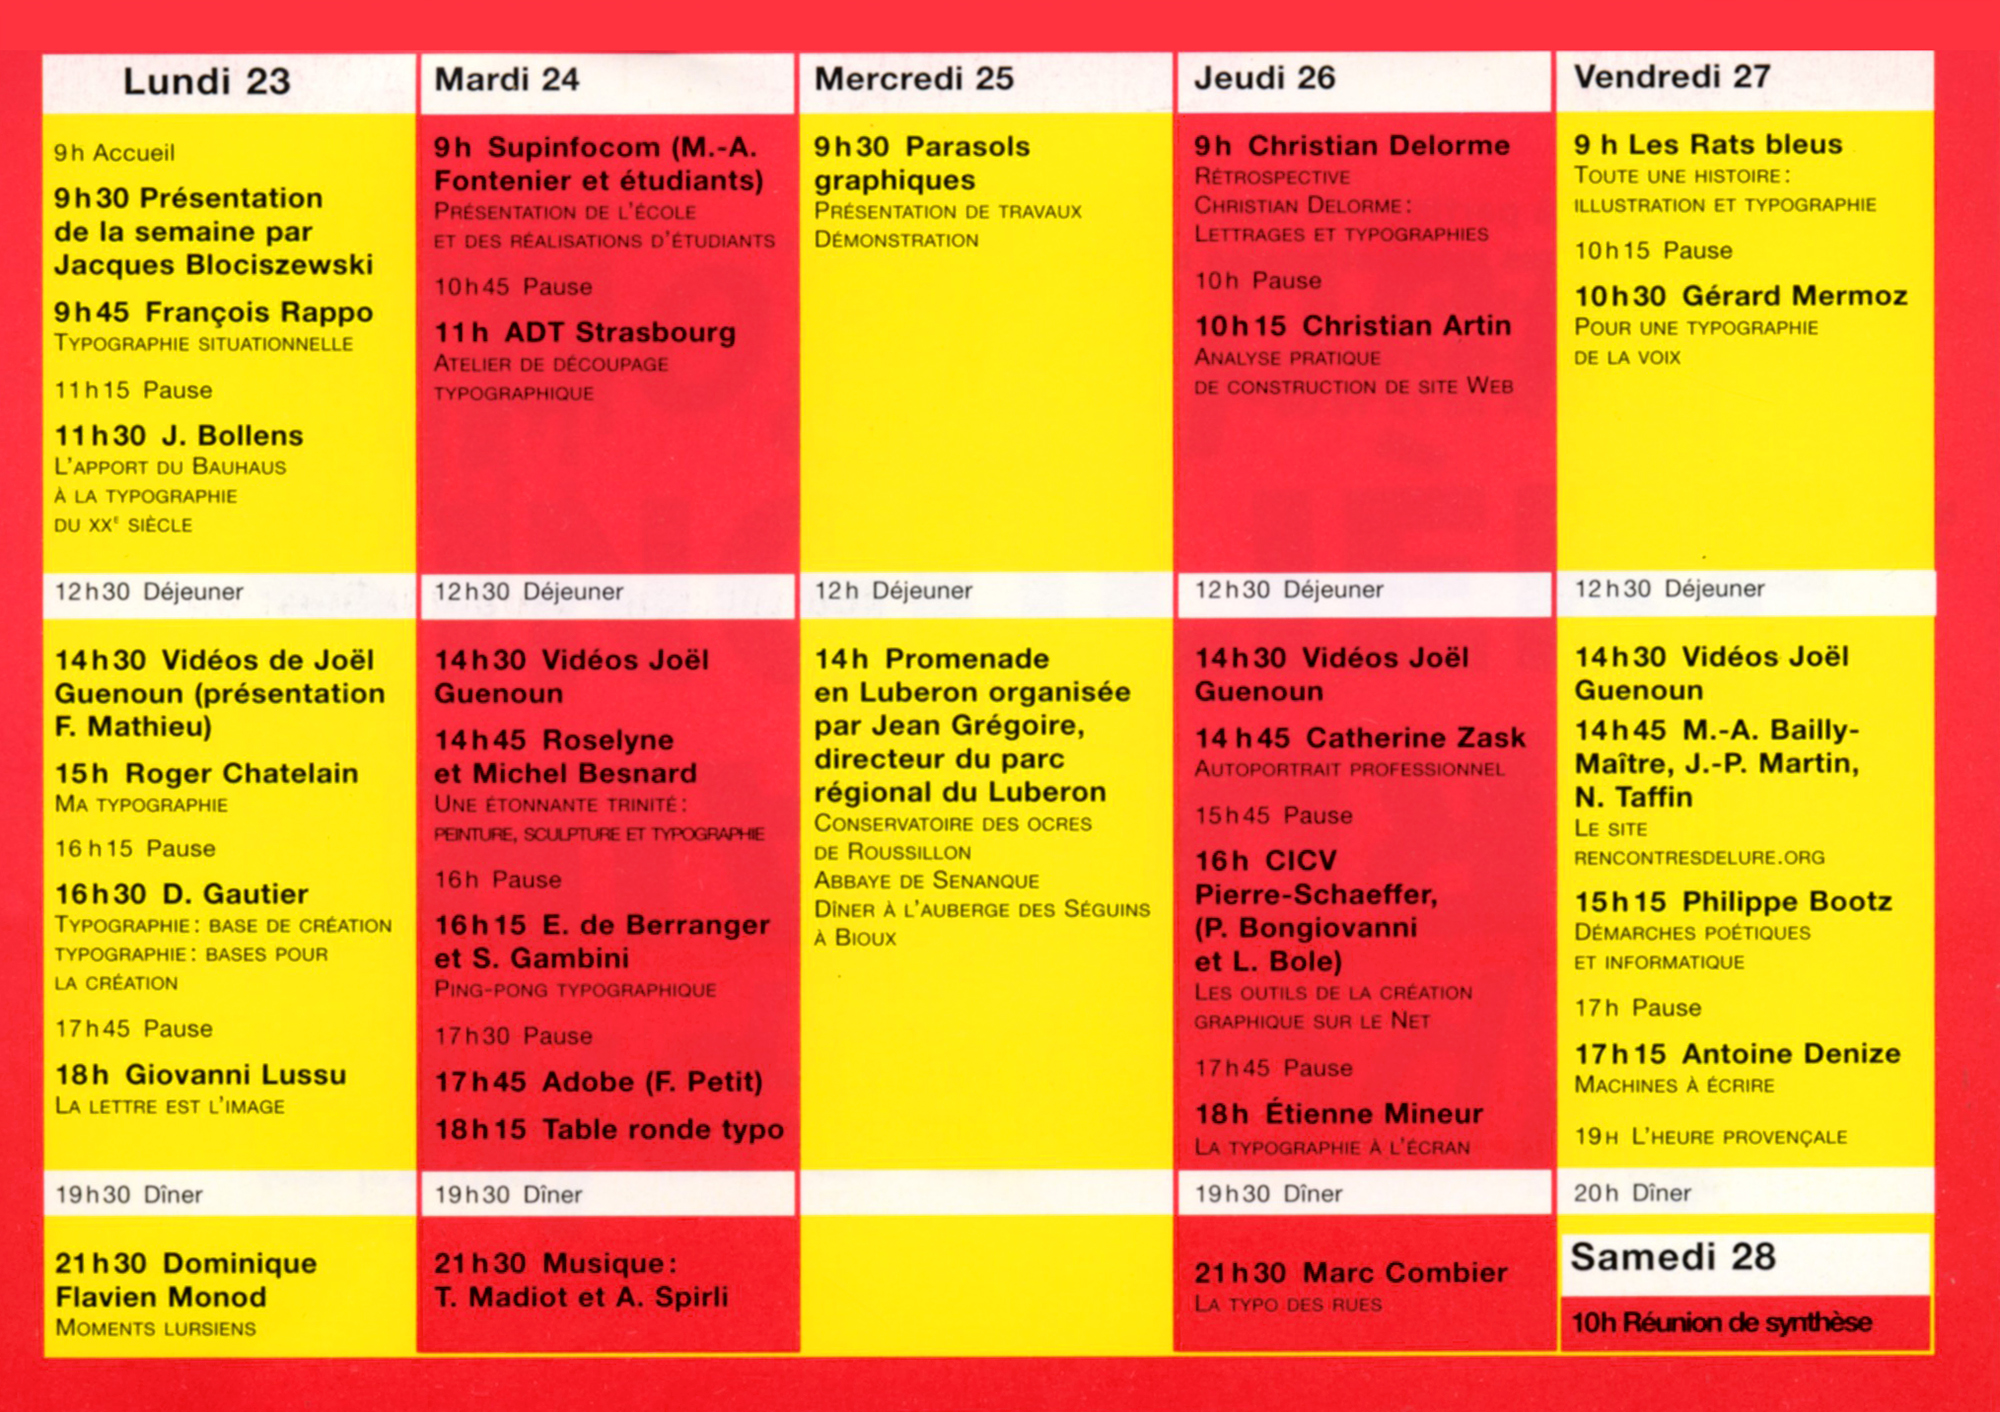 Lundi 23
9h Accueil
9h30 Présentation
de la semaine par
Jacques Blociszewski
9h45 François Rappo
Typographie situationnelle
11h15 Pause
11h30 J. Bollens
L'apport du Bauhaus
à la typographie
du xxe siècle
12h30 Déjeuner
14h30 Vidéos de Joël
Guenoun (présentation
F. Mathieu)
15h Roger Chatelain
Ma typographie
16h15 Pause
16h30 D. Gautier
Typographie : base de création
typographie : bases pour
la création
17h45 Pause
18h Giovanni Lussu
La lettre est l'image
19h30 Dîner
21h30 Dominique
Flavien Monod
Moments lursiens
Mardi 24
9h Supinfocom (M.-A.
Fontenier et étudiants)
Présentation de l'école
et des réalisations d'étudiants
10h45 Pause
11h ADT Strasbourg
Atelier de découpage
typographique
12h30 Déjeuner
14h30 Vidéos Joël
Guenoun
14h45 Roselyne
et Michel Besnard
Une étonnante trinité :
peinture, sculpture et typographie
16h Pause
16h15 E. de Berranger
et S. Gambini
Ping-pong typographique
17h30 Pause
17h45 Adobe (F. Petit)
18h15 Table ronde typo
19h30 Dîner
21h30 Musique :
T. Madiot et A. Spirli
Mercredi 25
9h30 Parasols
graphiques
Présentation de travaux
Démonstration
12h Déjeuner
14h Promenade
en Luberon organisée
par Jean Grégoire,
directeur du parc
régional du Luberon
Conservatoire des ocres
de Roussillon
Abbaye de Senanque
Dîner à l'auberge des Séguins
à Bioux
Jeudi 26
9h Christian Delorme
Rétrospective
Christian Delorme :
Lettrages et typographies
10h Pause
10h15 Christian Artin
Analyse pratique
de construction de site Web
12h30 Déjeuner
14h30 Vidéos Joël
Guenoun
14h45 Catherine Zask
Autoportrait professionnel
15h45 Pause
16h CICV
Pierre-Schaeffer,
(P. Bongiovanni
et L. Bole)
Les outils de la création
graphique sur le Net
17h45 Pause
18h Étienne Mineur
La typographie à l'écran
19h30 Dîner
21h30 Marc Combier
La typo des rues
Vendredi 27
9 h Les Rats bleus
Toute une histoire :
illustration et typographie
10h15 Pause
10h30 Gérard Mermoz
Pour une typographie
de la voix
12h30 Déjeuner
14h30 Vidéos Joël
Guenoun
14h45 M.-A. Bailly-
Maître, J.-P. Martin,
N. Taffin
Le site
rencontresdelure.org
15h15 Philippe Bootz
Démarches poétiques
et informatique
17h Pause
17h15 Antoine Denize
Machines à écrire
19h L'heure provençale
20h Dîner
Samedi 28
10h Réunion de synthèse